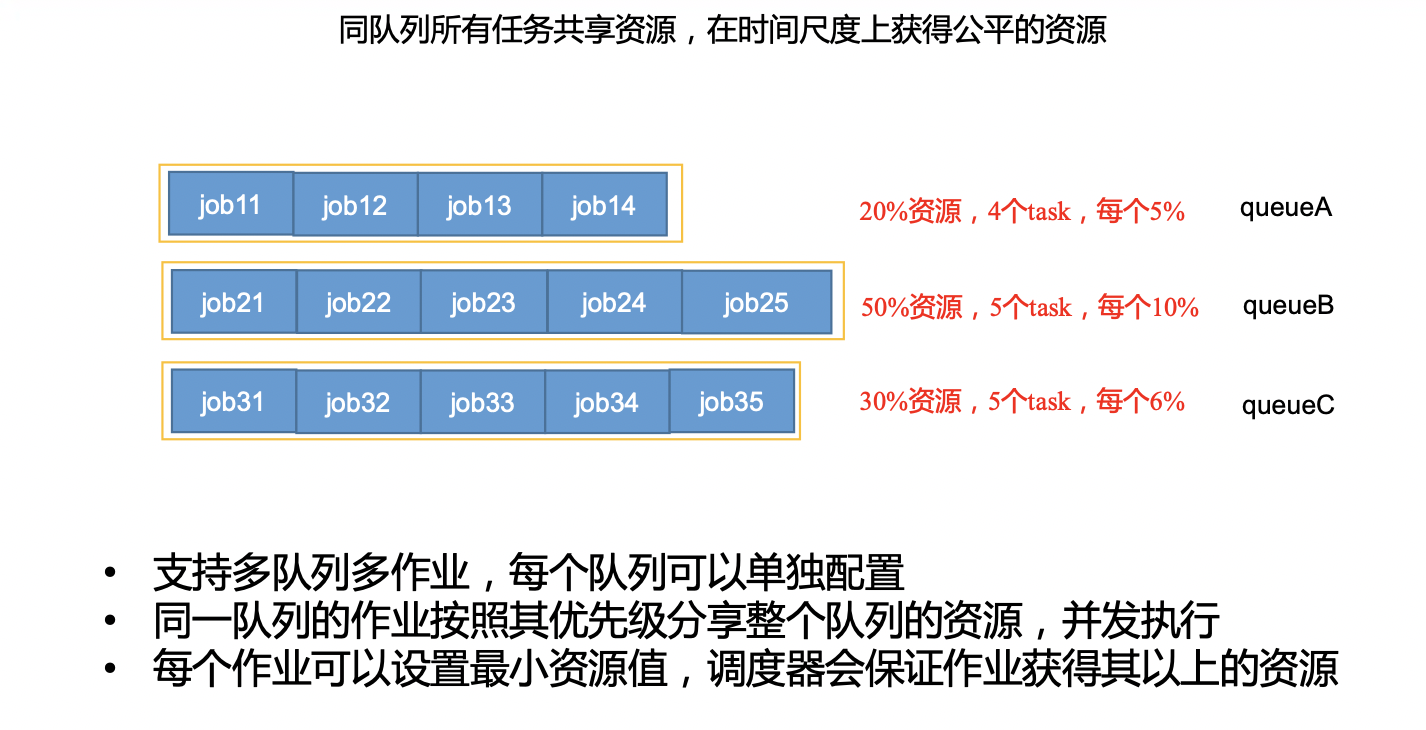 同队列所有任务共享资源，在时间尺度上获得公平的资源
job11 job12 job13 job14 20%资源，4个task，每个5% queueA
job21 job22 job23 job24 job25 50%资源，5个task，每个10% queueB
job31 job32 job33 job34 job35 30%资源，5个task，每个6% queueC
• 支持多队列多作业，每个队列可以单独配置
• 同一队列的作业按照其优先级分享整个队列的资源，并发执行
• 每个作业可以设置最小资源值，调度器会保证作业获得其以上的资源